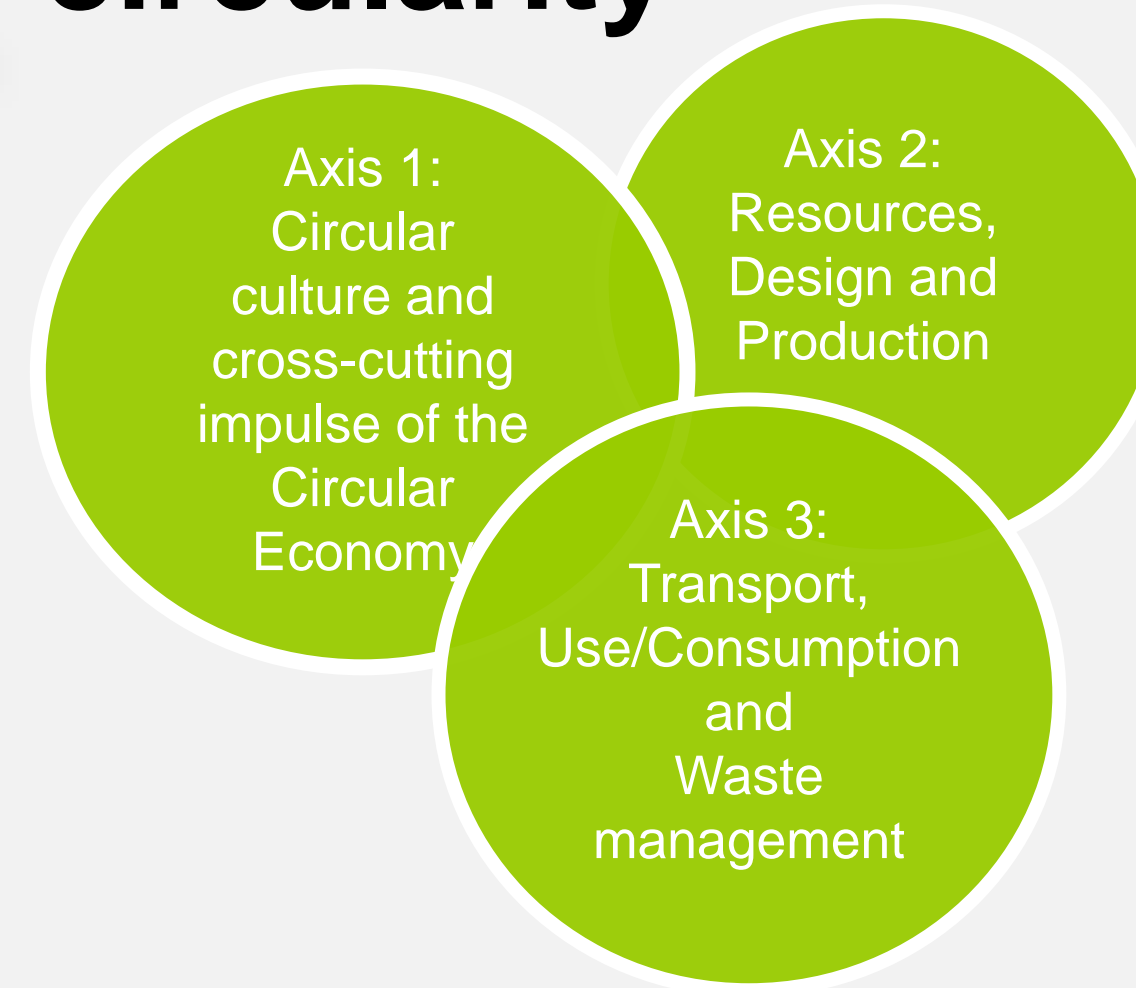 circularity
Axis 1:
Circular
culture and
cross-cutting
impulse of the
Circular
Economy
Axis 2:
Resources,
Design and
Production
Axis 3:
Transport,
Use/Consumption
and
Waste
management